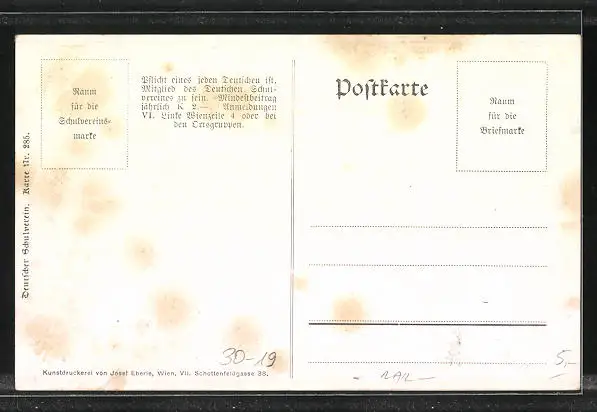 Raum
für die
Schulvereins-
marke
Pflicht eines jeden Deutschen ist,
Mitglied des Deutschen Schul-
vereines zu sein. Mindestbeitrag
jährlich K 2.—. Anmeldungen
VI. Linke Wienzeile 4 oder bei
den Ortsgruppen.
Postkarte
Raum
für die
Briefmarke
Deutscher Schulverein. Karte Nr. 285.
30-19
5,-
Kunstdruckerei von Josef Eberle, Wien, VII. Schottenfeldgasse 38.